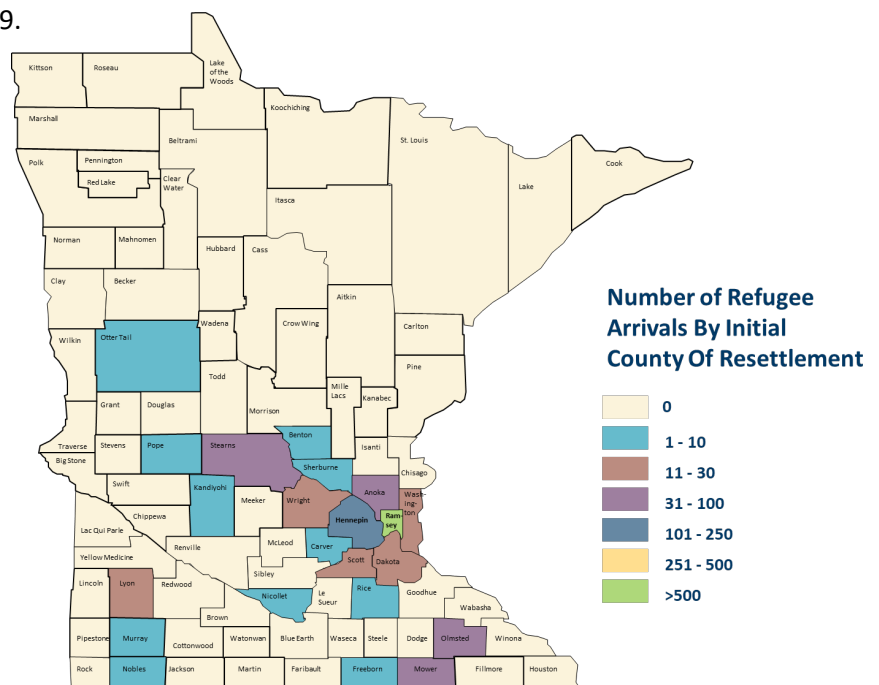 9.
Kittson
Roseau
Lake
of the
Woods
Koochiching
Marshall
Beltrami
St. Louis
Polk
Pennington
Red Lake
Clear
Water
Cook
Lake
Itasca
Norman
Mahnomen
Hubbard
Cass
Clay
Becker
Aitkin
Wadena
Crow Wing
Carlton
Wilkin
Otter Tail
Pine
Todd
Mille
Lacs
Kanabec
Grant
Douglas
Morrison
Benton
Traverse
Stevens
Pope
Stearns
Isanti
Big Stone
Sherburne
Chisago
Swift
Kandiyohi
Meeker
Wright
Anoka
Wash-
ing-
ton
Chippewa
Hennepin
Ram-
sey
Lac Qui Parle
Renville
McLeod
Carver
Yellow Medicine
Scott
Dakota
Sibley
Lincoln
Lyon
Redwood
Nicollet
Le
Sueur
Rice
Goodhue
Wabasha
Brown
Pipestone
Murray
Cottonwood
Watonwan
Blue Earth
Waseca
Steele
Dodge
Olmsted
Winona
Rock
Nobles
Jackson
Martin
Faribault
Freeborn
Mower
Fillmore
Houston
Number of Refugee
Arrivals By Initial
County Of Resettlement
0
1 - 10
11 - 30
31 - 100
101 - 250
251 - 500
>500